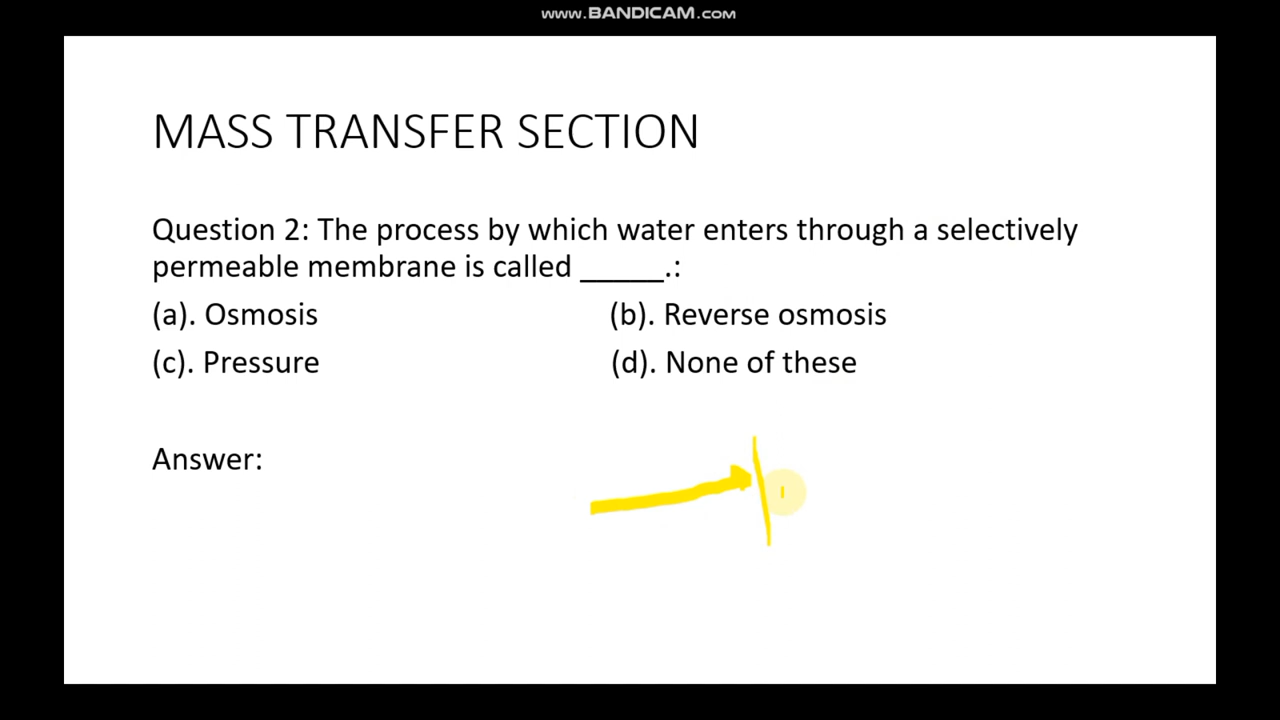 www.BANDICAM.com
MASS TRANSFER SECTION
Question 2: The process by which water enters through a selectively
permeable membrane is called _____.:
(a). Osmosis (b). Reverse osmosis
(c). Pressure (d). None of these
Answer: